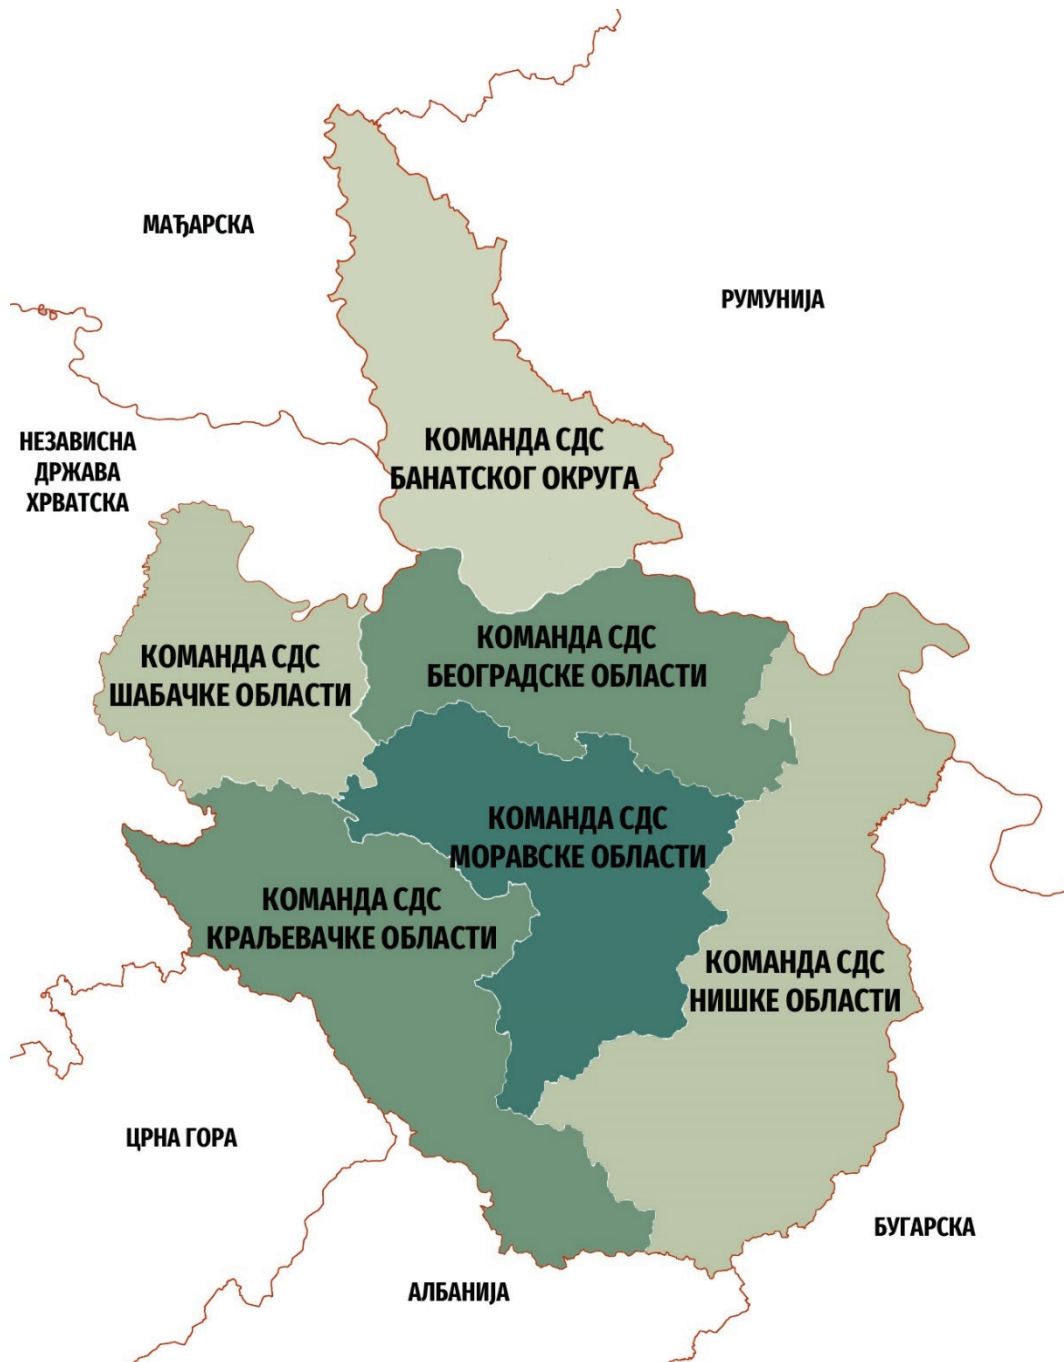 МАЂАРСКА
РУМУНИЈА
НЕЗАВИСНА
ДРЖАВА
ХРВАТСКА
КОМАНДА СДС
БАНАТСКОГ ОКРУГА
КОМАНДА СДС
ШАБАЧКЕ ОБЛАСТИ
КОМАНДА СДС
БЕОГРАДСКЕ ОБЛАСТИ
КОМАНДА СДС
МОРАВСКЕ ОБЛАСТИ
КОМАНДА СДС
КРАЉЕВАЧКЕ ОБЛАСТИ
КОМАНДА СДС
НИШКЕ ОБЛАСТИ
ЦРНА ГОРА
БУГАРСКА
АЛБАНИЈА